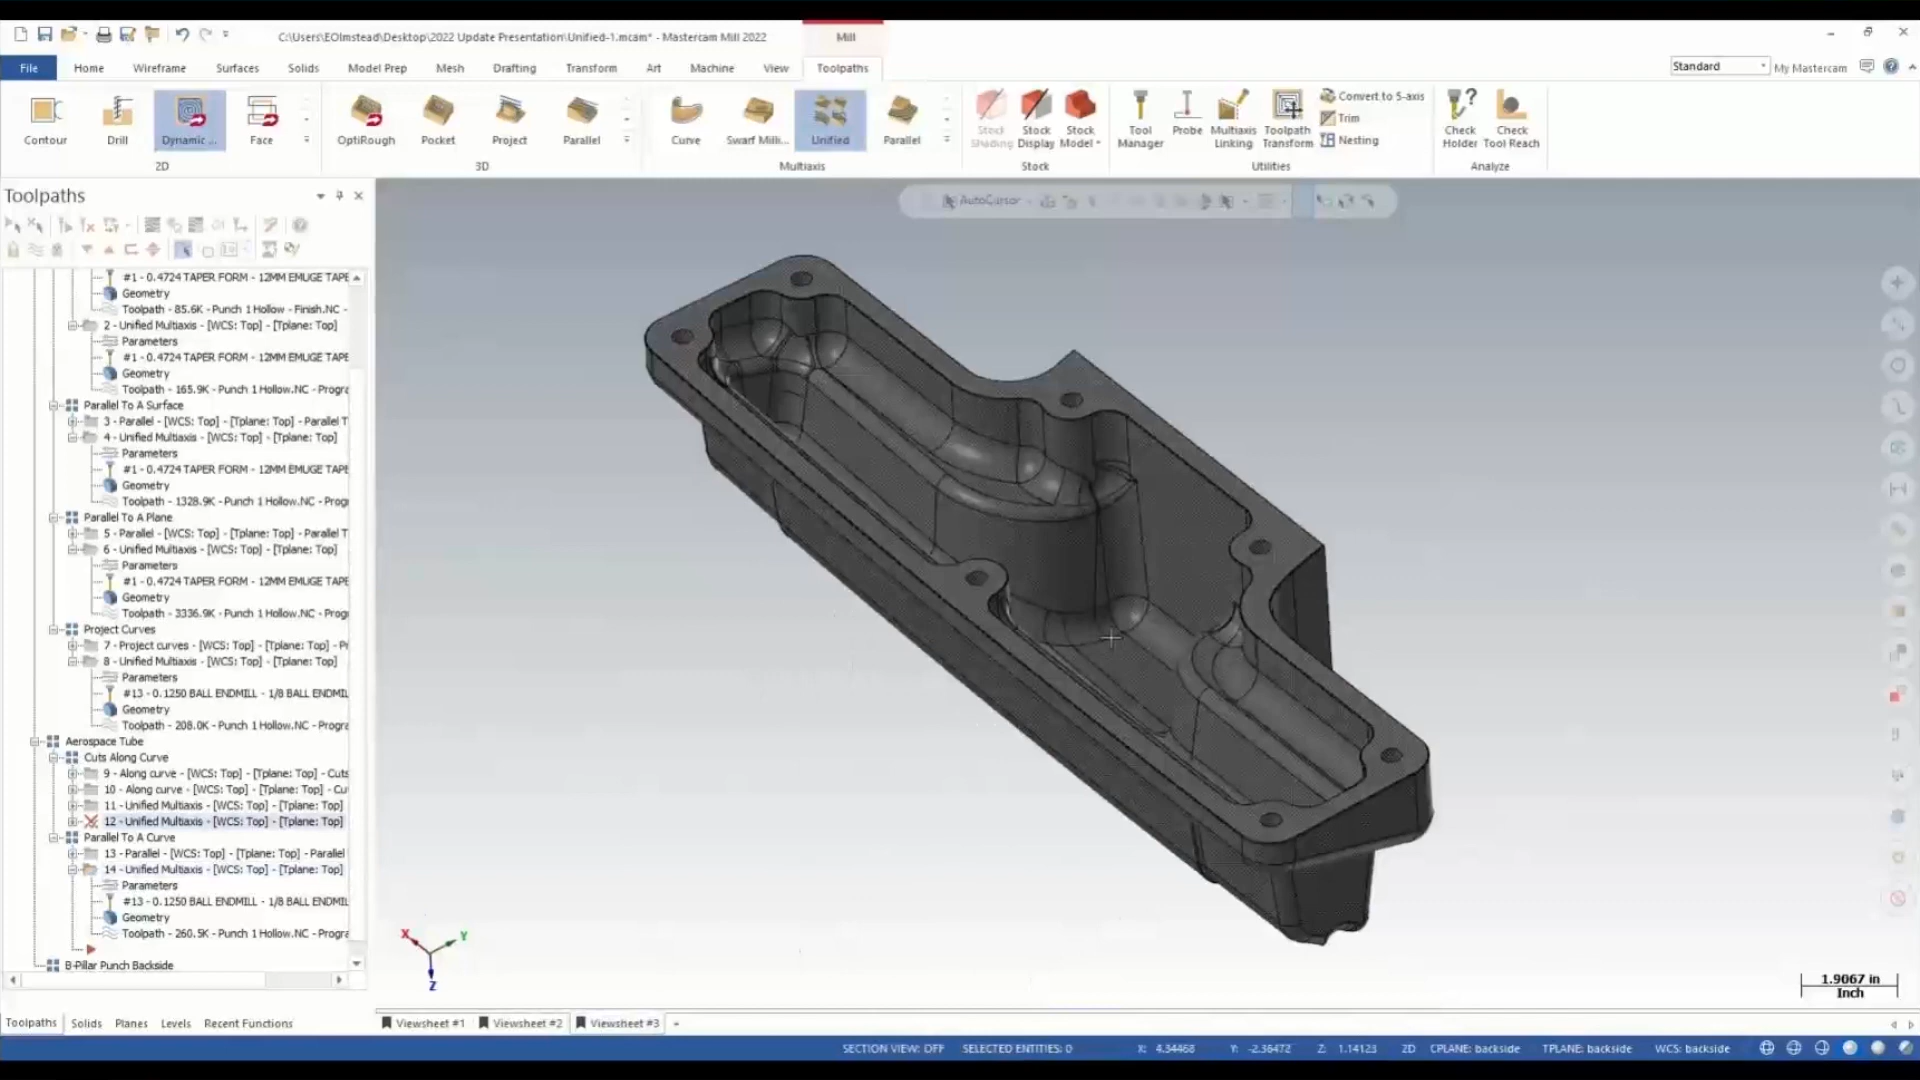 C:\Users\EOlmstead\Desktop\2022 Update Presentation\Unified-1.mcam* - Mastercam Mill 2022
Mill
File Home Wireframe Surfaces Solids Model Prep Mesh Drafting Transform Art Machine View Toolpaths
Standard My Mastercam
Contour Drill Dynamic ... Face
2D
OptiRough Pocket Project Parallel
3D
Curve Swarf Milli... Unified Parallel
Multiaxis
Stock Shading Stock Display Stock Model
Stock
Tool Manager Probe Multiaxis Linking Toolpath Transform
Convert to 5-axis
Trim
Nesting
Utilities
Check Holder Check Tool Reach
Analyze
Toolpaths
AutoCursor
#1 - 0.4724 TAPER FORM - 12MM EMUGE TAPE
Geometry
Toolpath - 85.6K - Punch 1 Hollow - Finish.NC -
2 - Unified Multiaxis - [WCS: Top] - [Tplane: Top]
Parameters
#1 - 0.4724 TAPER FORM - 12MM EMUGE TAPE
Geometry
Toolpath - 165.9K - Punch 1 Hollow.NC - Progra
Parallel To A Surface
3 - Parallel - [WCS: Top] - [Tplane: Top] - Parallel T
4 - Unified Multiaxis - [WCS: Top] - [Tplane: Top]
Parameters
#1 - 0.4724 TAPER FORM - 12MM EMUGE TAPE
Geometry
Toolpath - 1328.9K - Punch 1 Hollow.NC - Progr
Parallel To A Plane
5 - Parallel - [WCS: Top] - [Tplane: Top] - Parallel T
6 - Unified Multiaxis - [WCS: Top] - [Tplane: Top]
Parameters
#1 - 0.4724 TAPER FORM - 12MM EMUGE TAPE
Geometry
Toolpath - 3336.9K - Punch 1 Hollow.NC - Progr
Project Curves
7 - Project curves - [WCS: Top] - [Tplane: Top] - Pr
8 - Unified Multiaxis - [WCS: Top] - [Tplane: Top]
Parameters
#13 - 0.1250 BALL ENDMILL - 1/8 BALL ENDMIL
Geometry
Toolpath - 208.0K - Punch 1 Hollow.NC - Progra
Aerospace Tube
Cuts Along Curve
9 - Along curve - [WCS: Top] - [Tplane: Top] - Cuts
10 - Along curve - [WCS: Top] - [Tplane: Top] - Cu
11 - Unified Multiaxis - [WCS: Top] - [Tplane: Top]
12 - Unified Multiaxis - [WCS: Top] - [Tplane: Top]
Parallel To A Curve
13 - Parallel - [WCS: Top] - [Tplane: Top] - Parallel
14 - Unified Multiaxis - [WCS: Top] - [Tplane: Top]
Parameters
#13 - 0.1250 BALL ENDMILL - 1/8 BALL ENDMIL
Geometry
Toolpath - 260.5K - Punch 1 Hollow.NC - Progra
B-Pillar Punch Backside
X Y Z
1.9067 in
Inch
Toolpaths Solids Planes Levels Recent Functions
Viewsheet #1 Viewsheet #2 Viewsheet #3
SECTION VIEW: OFF SELECTED ENTITIES: 0 X: 4.34468 Y: -2.36472 Z: 1.14123 2D CPLANE: backside TPLANE: backside WCS: backside